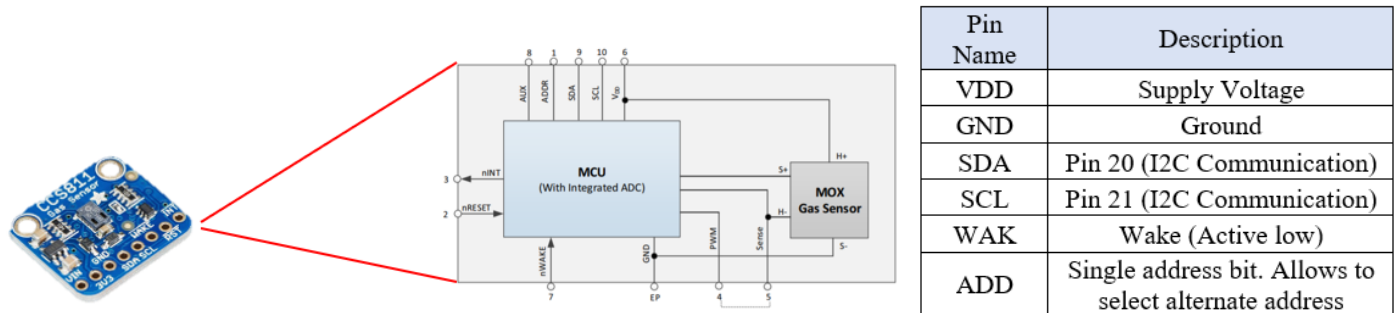 CCS811
Gas Sensor
VIN
3V3
GND
SDA
SCL
WAKE
RST
INT
8
1
9
10
6
AUX
ADDR
SDA
SCL
VDD
3
nINT
2
nRESET
MCU
(With Integrated ADC)
S+
H+
MOX
Gas Sensor
H-
S-
nWAKE
GND
PWM
Sense
7
EP
4
5
Pin
Name
Description
VDD
Supply Voltage
GND
Ground
SDA
Pin 20 (I2C Communication)
SCL
Pin 21 (I2C Communication)
WAK
Wake (Active low)
ADD
Single address bit. Allows to
select alternate address